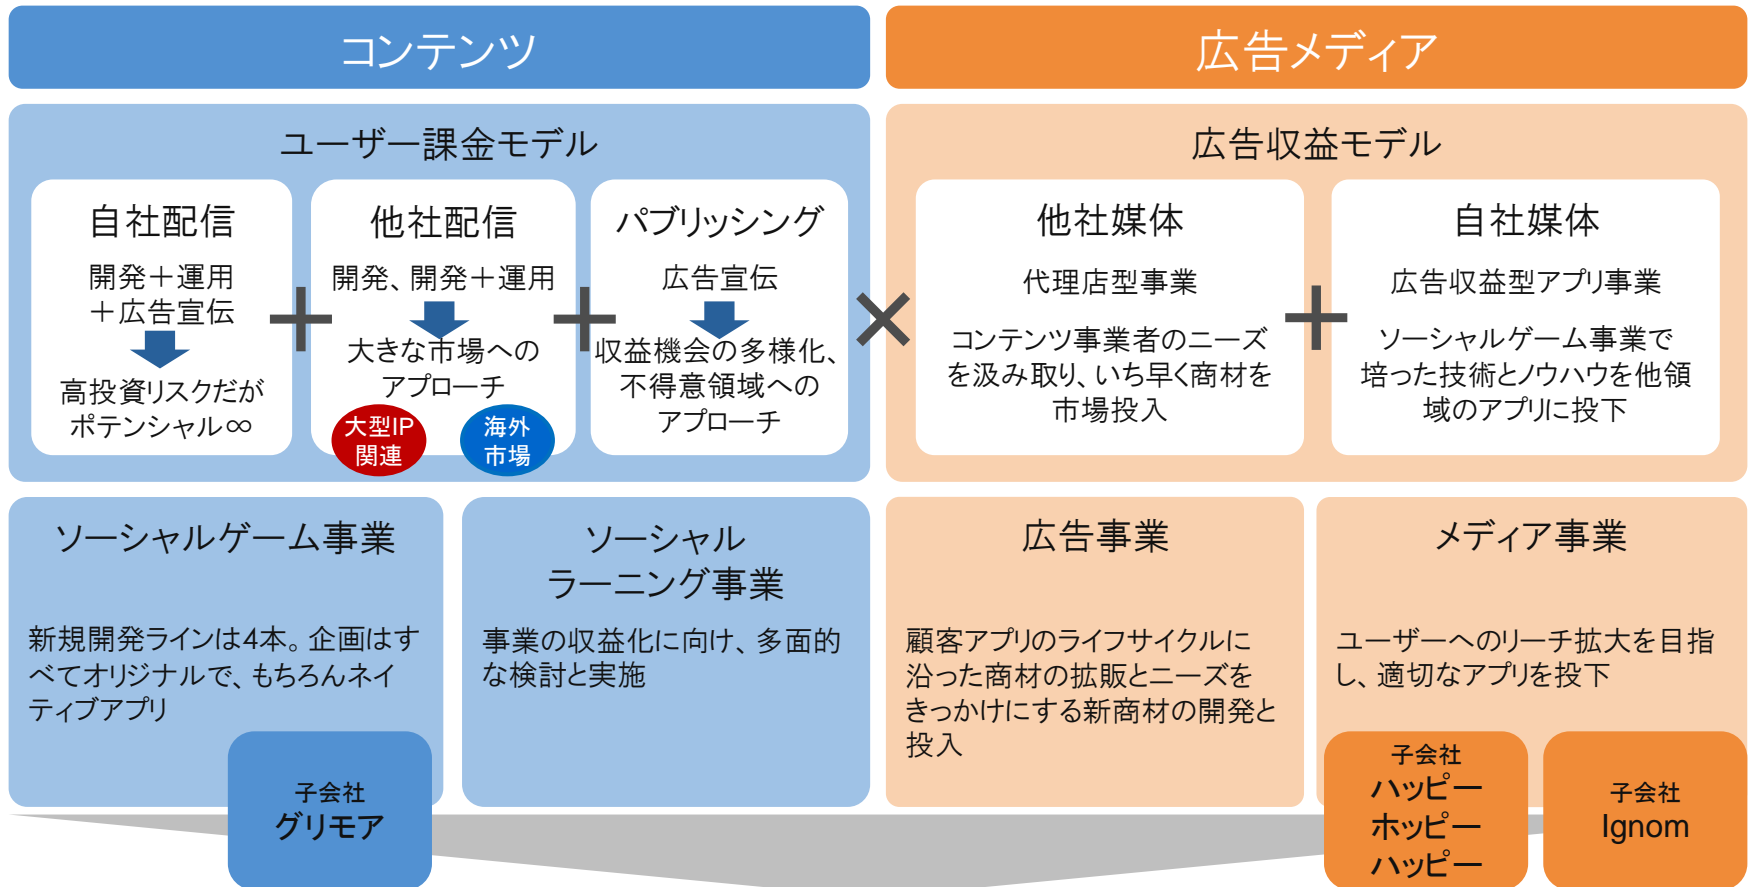 コンテンツ
広告メディア
ユーザー課金モデル
自社配信
開発＋運用
＋広告宣伝
高投資リスクだが
ポテンシャル∞
＋
他社配信
開発、開発＋運用
大きな市場への
アプローチ
大型IP
関連
海外
市場
＋
パブリッシング
広告宣伝
収益機会の多様化、
不得意領域への
アプローチ
×
広告収益モデル
他社媒体
代理店型事業
コンテンツ事業者のニーズ
を汲み取り、いち早く商材を
市場投入
＋
自社媒体
広告収益型アプリ事業
ソーシャルゲーム事業で
培った技術とノウハウを他領
域のアプリに投下
ソーシャルゲーム事業
新規開発ラインは4本。企画はす
べてオリジナルで、もちろんネイ
ティブアプリ
子会社
グリモア
ソーシャル
ラーニング事業
事業の収益化に向け、多面的
な検討と実施
広告事業
顧客アプリのライフサイクルに
沿った商材の拡販とニーズを
きっかけにする新商材の開発と
投入
メディア事業
ユーザーへのリーチ拡大を目指
し、適切なアプリを投下
子会社
ハッピー
ホッピー
ハッピー
子会社
Ignom